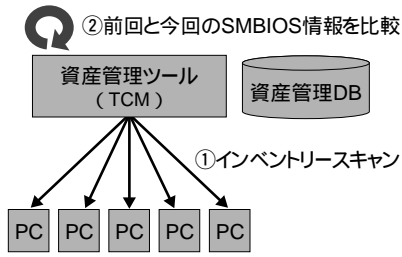 ②前回と今回のSMBIOS情報を比較
資産管理ツール
（TCM）
資産管理DB
①インベントリースキャン
PC PC PC PC PC